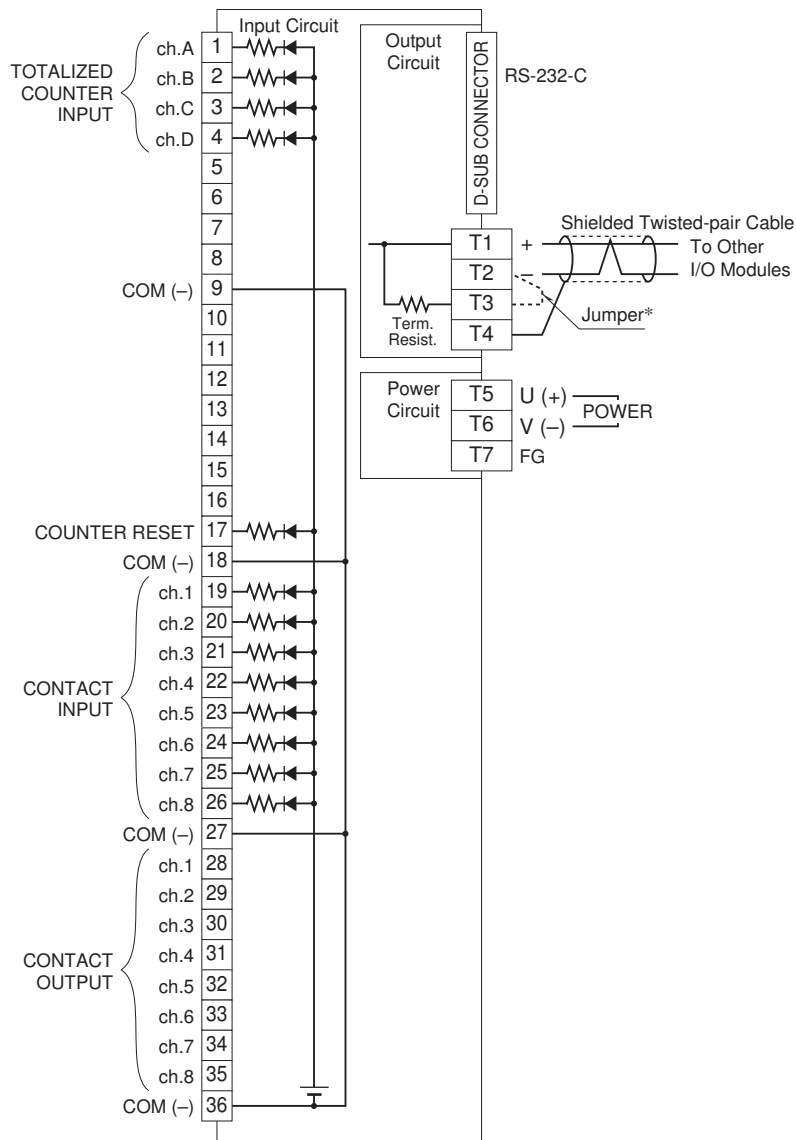 Input Circuit
TOTALIZED
COUNTER
INPUT
ch.A 1
ch.B 2
ch.C 3
ch.D 4
5
6
7
8
COM (–) 9
10
11
12
13
14
15
16
COUNTER RESET 17
COM (–) 18
CONTACT
INPUT
ch.1 19
ch.2 20
ch.3 21
ch.4 22
ch.5 23
ch.6 24
ch.7 25
ch.8 26
COM (–) 27
CONTACT
OUTPUT
ch.1 28
ch.2 29
ch.3 30
ch.4 31
ch.5 32
ch.6 33
ch.7 34
ch.8 35
COM (–) 36
Output
Circuit
D-SUB CONNECTOR
RS-232-C
Shielded Twisted-pair Cable
T1 +
T2 –
T3
T4
To Other
I/O Modules
Term.
Resist.
Jumper*
Power
Circuit
T5 U (+)
T6 V (–)
POWER
T7 FG